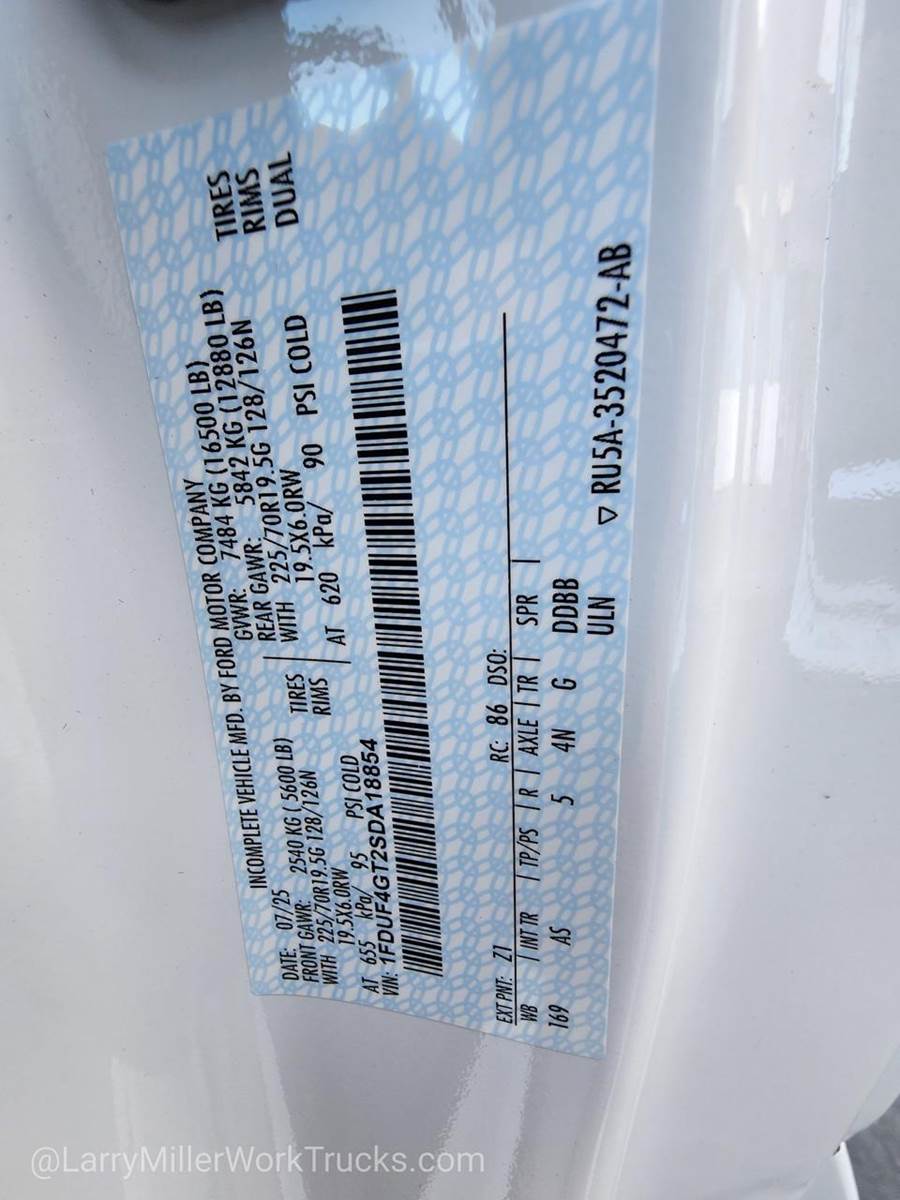 INCOMPLETE VEHICLE MFD. BY FORD MOTOR COMPANY
DATE: 07/25 GVWR: 7484 KG (16500 LB)
FRONT GAWR: 2540 KG ( 5600 LB) REAR GAWR: 5842 KG (12880 LB)
WITH 225/70R19.5G 128/126N TIRES WITH 225/70R19.5G 128/126N TIRES
19.5X6.0RW RIMS 19.5X6.0RW RIMS
AT 655 kPa/ 95 PSI COLD AT 620 kPa/ 90 PSI COLD DUAL
VIN: 1FDUF4GT2SDA18854
EXT PNT: Z1 RC: 86 DSO:
WB INT TR TP/PS R AXLE TR SPR
169 AS 5 4N G DDBB
ULN
▽ RU5A-3520472-AB
@LarryMillerWorkTrucks.com